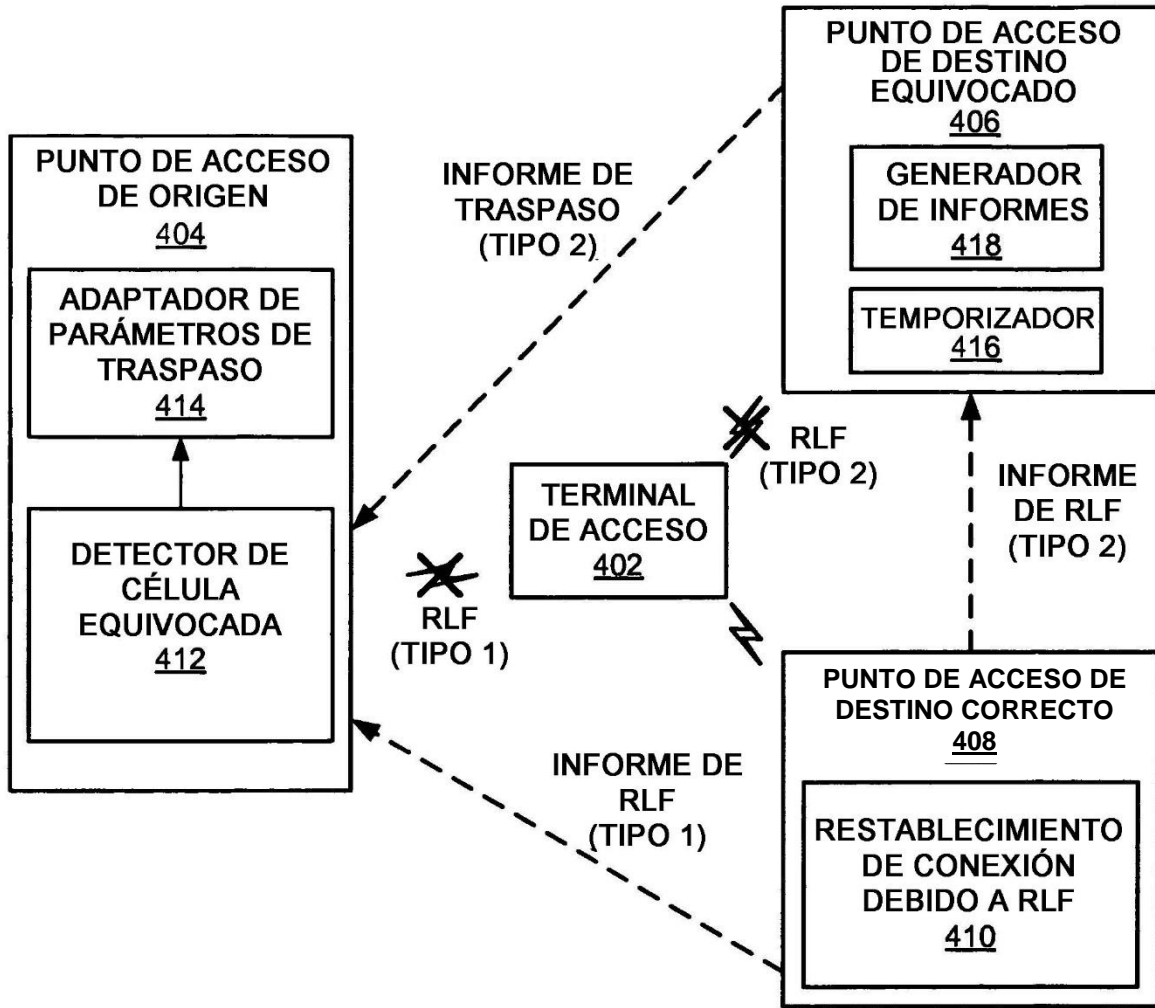 PUNTO DE ACCESO
DE ORIGEN
404
ADAPTADOR DE
PARÁMETROS DE
TRASPASO
414
DETECTOR DE
CÉLULA
EQUIVOCADA
412
INFORME DE
TRASPASO
(TIPO 2)
PUNTO DE ACCESO
DE DESTINO
EQUIVOCADO
406
GENERADOR
DE INFORMES
418
TEMPORIZADOR
416
RLF
(TIPO 2)
TERMINAL
DE ACCESO
402
RLF
(TIPO 1)
INFORME
DE RLF
(TIPO 2)
INFORME DE
RLF
(TIPO 1)
PUNTO DE ACCESO DE
DESTINO CORRECTO
408
RESTABLECIMIENTO
DE CONEXIÓN
DEBIDO A RLF
410